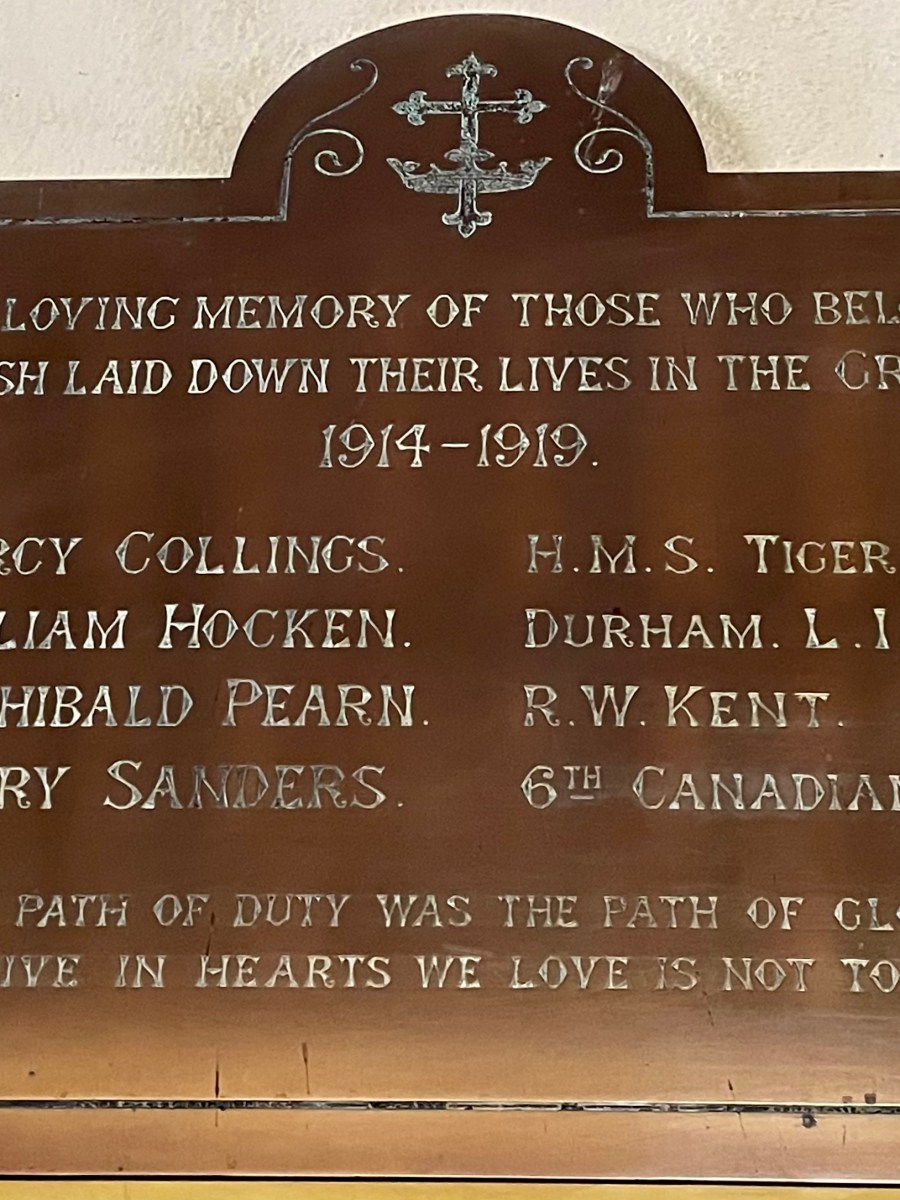 LOVING MEMORY OF THOSE WHO BEL
SH LAID DOWN THEIR LIVES IN THE GR
1914-1919.
RCY COLLINGS. H.M.S. TIGER
LIAM HOCKEN. DURHAM. L.I
HIBALD PEARN. R.W. KENT.
RY SANDERS. 6TH CANADIAN
PATH OF DUTY WAS THE PATH OF GLO
IVE IN HEARTS WE LOVE IS NOT TO